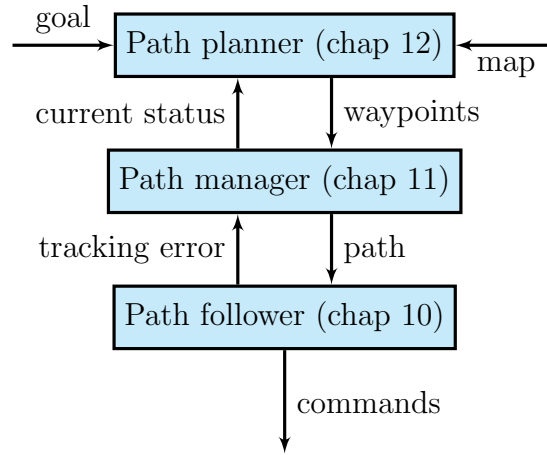 goal
Path planner (chap 12)
map
current status
waypoints
Path manager (chap 11)
tracking error
path
Path follower (chap 10)
commands